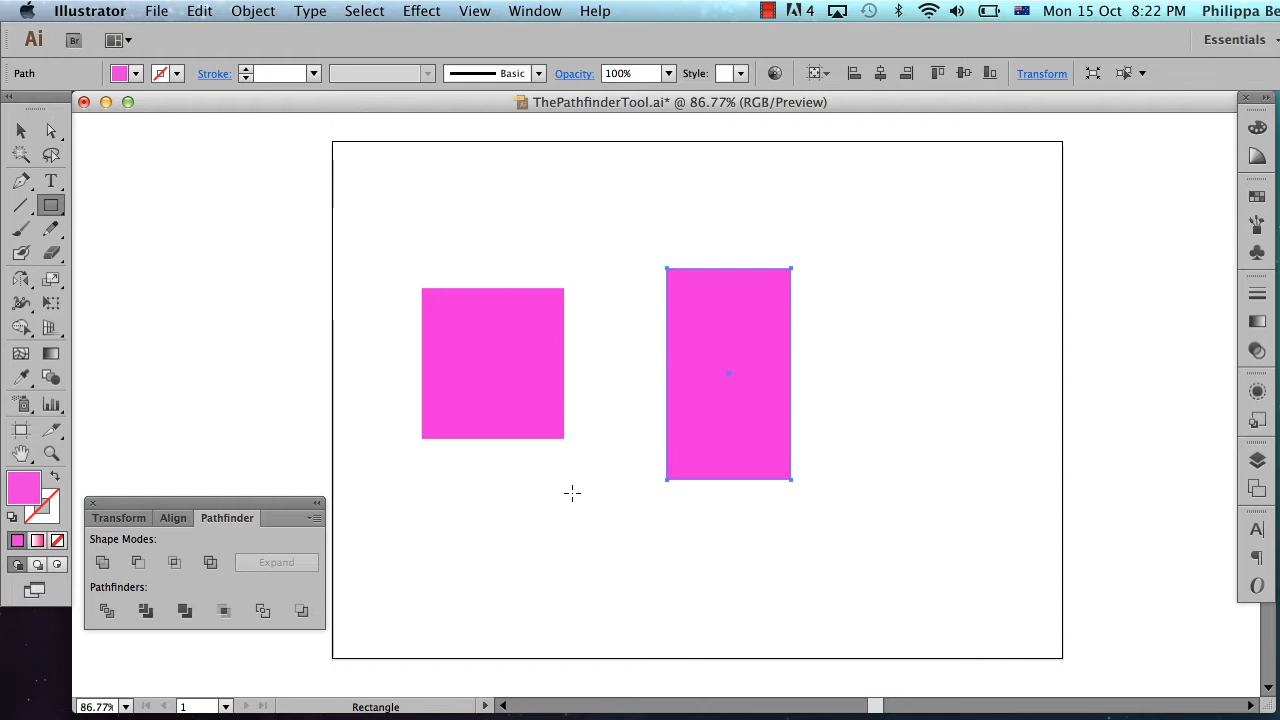 Illustrator File Edit Object Type Select Effect View Window Help 4 Mon 15 Oct 8:22 PM Philippa Be
Ai Br Essentials
Path Stroke: Basic Opacity: 100% Style: Transform
ThePathfinderTool.ai* @ 86.77% (RGB/Preview)
T
Transform Align Pathfinder
Shape Modes:
Expand
Pathfinders:
A
¶
O
86.77% 1 Rectangle